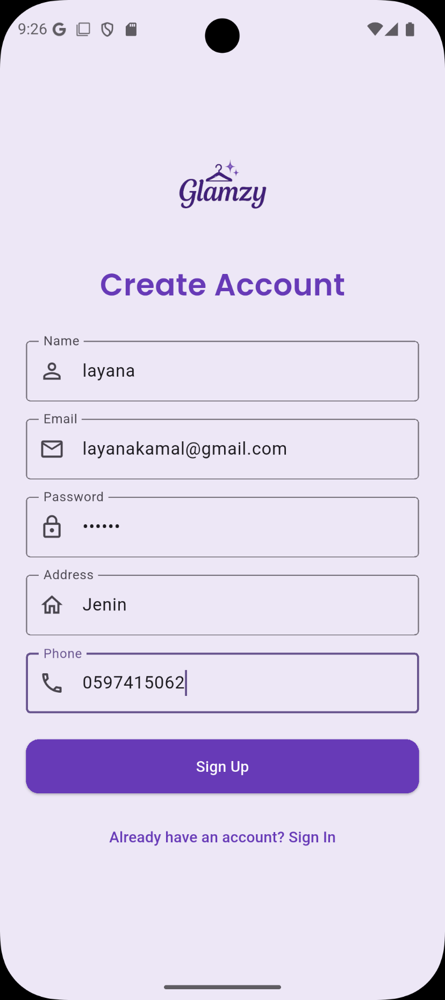 9:26
Glamzy
Create Account
Name
layana
Email
layanakamal@gmail.com
Password
••••••
Address
Jenin
Phone
0597415062
Sign Up
Already have an account? Sign In